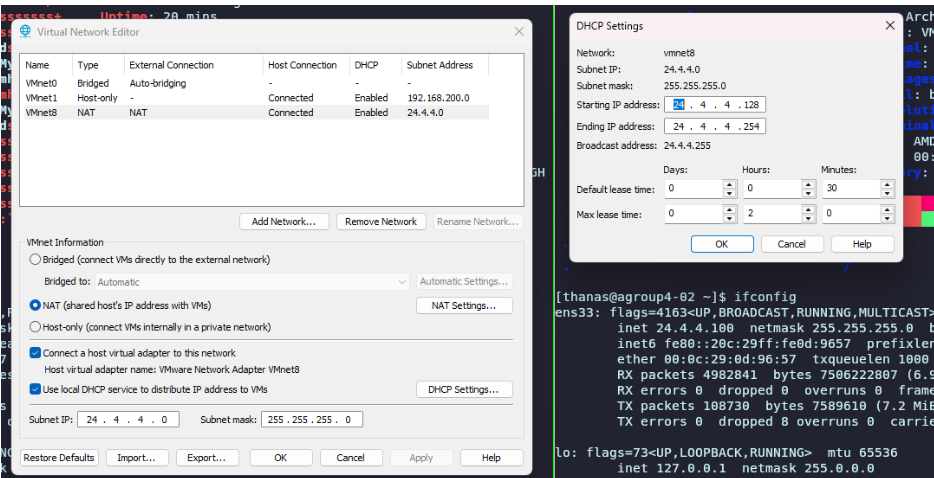 Uptime: 20 mins
Virtual Network Editor
Name Type External Connection Host Connection DHCP Subnet Address
VMnet0 Bridged Auto-bridging - - -
VMnet1 Host-only - Connected Enabled 192.168.200.0
VMnet8 NAT NAT Connected Enabled 24.4.4.0
GH
Add Network... Remove Network Rename Network...
VMnet Information
Bridged (connect VMs directly to the external network)
Bridged to: Automatic Automatic Settings...
NAT (shared host's IP address with VMs) NAT Settings...
Host-only (connect VMs internally in a private network)
Connect a host virtual adapter to this network
Host virtual adapter name: VMware Network Adapter VMnet8
Use local DHCP service to distribute IP address to VMs DHCP Settings...
Subnet IP: 24 . 4 . 4 . 0 Subnet mask: 255 . 255 . 255 . 0
Restore Defaults Import... Export... OK Cancel Apply Help
DHCP Settings
Network: vmnet8
Subnet IP: 24.4.4.0
Subnet mask: 255.255.255.0
Starting IP address: 24 . 4 . 4 . 128
Ending IP address: 24 . 4 . 4 . 254
Broadcast address: 24.4.4.255
Days: Hours: Minutes:
Default lease time: 0 0 30
Max lease time: 0 2 0
OK Cancel Help
Arch
: VM
AMD
00:
[thanas@agroup4-02 ~]$ ifconfig
ens33: flags=4163<UP,BROADCAST,RUNNING,MULTICAST>
inet 24.4.4.100 netmask 255.255.255.0 b
inet6 fe80::20c:29ff:fe0d:9657 prefixlen
ether 00:0c:29:0d:96:57 txqueuelen 1000
RX packets 4982841 bytes 7506222807 (6.9
RX errors 0 dropped 0 overruns 0 frame
TX packets 108730 bytes 7589610 (7.2 MiB
TX errors 0 dropped 8 overruns 0 carrie
lo: flags=73<UP,LOOPBACK,RUNNING> mtu 65536
inet 127.0.0.1 netmask 255.0.0.0